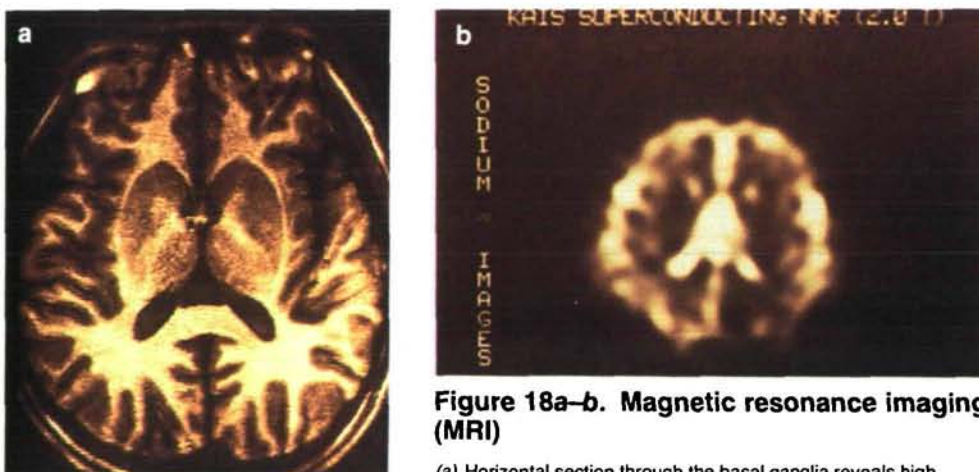 a
b
KAIS SUPERCONDUCTING NMR (2.0 T)
SODIUM
IMAGES
Figure 18a–b. Magnetic resonance imaging
(MRI)
(a) Horizontal section through the basal ganglia reveals high